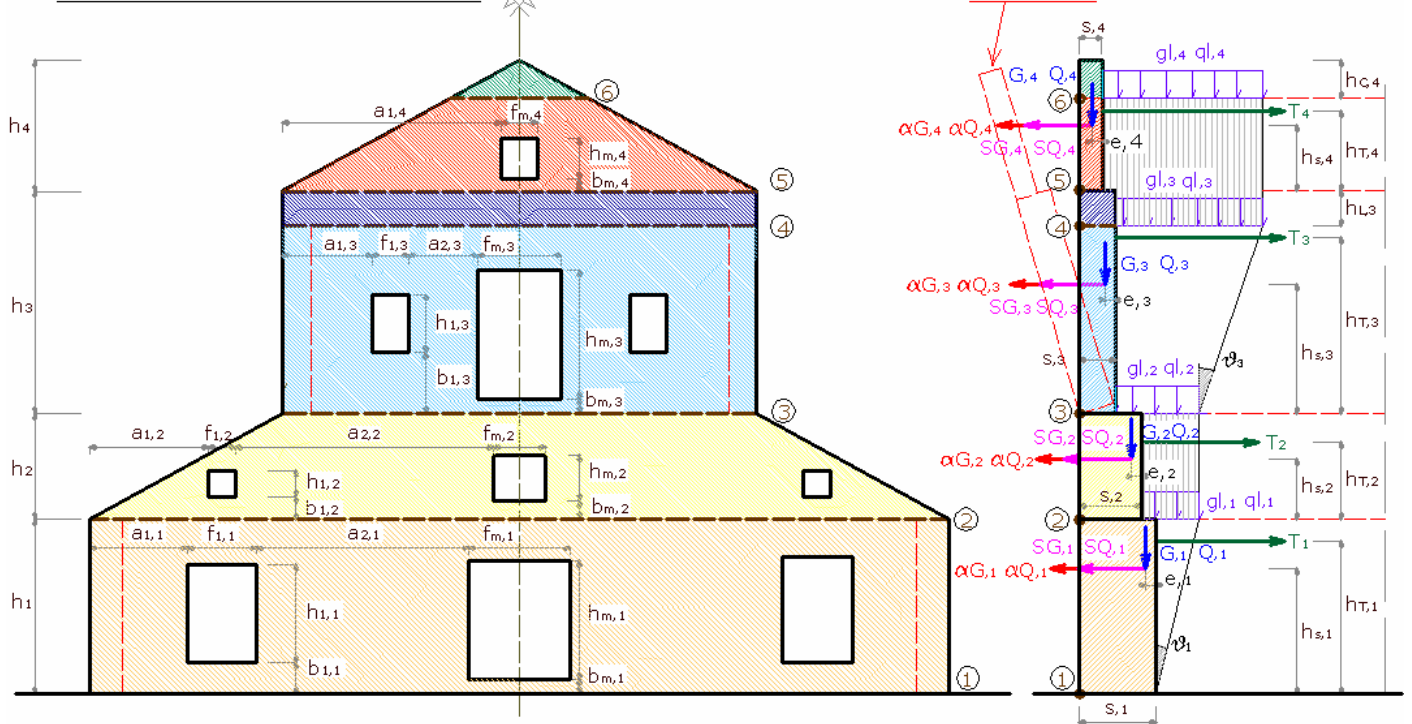 s,4
gl,4 ql,4
G,4 Q,4
hc,4
6
6
a1,4
fm,4
T4
αG,4 αQ,4
h4
hm,4
SG,4 SQ,4
e,4
hs,4
hT,4
bm,4
5
5
gl,3 ql,3
hL,3
4
4
T3
a1,3
f1,3
a2,3
fm,3
G,3 Q,3
αG,3 αQ,3
SG,3 SQ,3
e,3
h3
h1,3
hm,3
hT,3
hs,3
s,3
gl,2 ql,2
ϑ3
b1,3
bm,3
3
3
a1,2
f1,2
a2,2
fm,2
SG,2 SQ,2
G,2 Q,2
T2
αG,2 αQ,2
h2
h1,2
hm,2
e,2
hs,2
hT,2
s,2
gl,1 ql,1
b1,2
bm,2
2
2
a1,1
f1,1
a2,1
fm,1
SG,1 SQ,1
G,1 Q,1
T1
αG,1 αQ,1
e,1
h1
h1,1
hm,1
hT,1
hs,1
ϑ1
b1,1
bm,1
1
1
s,1